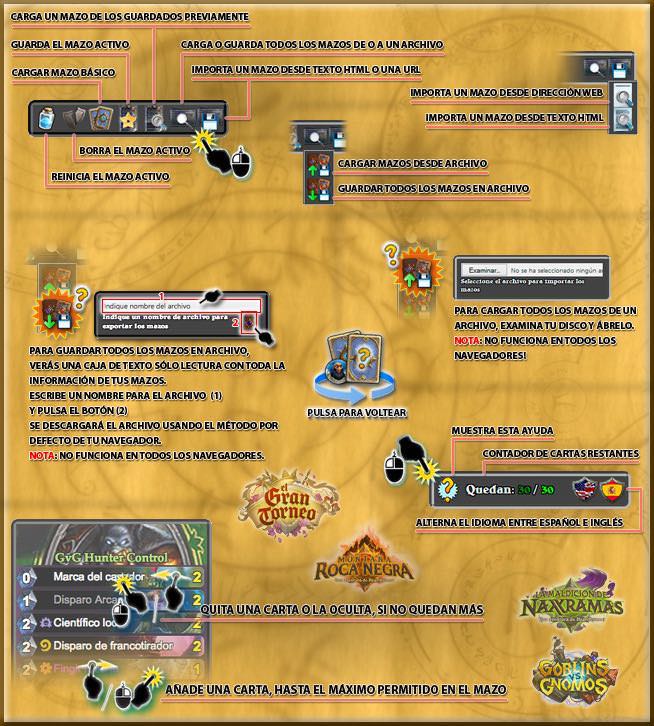 CARGA UN MAZO DE LOS GUARDADOS PREVIAMENTE
GUARDA EL MAZO ACTIVO
CARGA O GUARDA TODOS LOS MAZOS DE O A UN ARCHIVO
CARGAR MAZO BÁSICO
IMPORTA UN MAZO DESDE TEXTO HTML O UNA URL
BORRA EL MAZO ACTIVO
REINICIA EL MAZO ACTIVO
IMPORTA UN MAZO DESDE DIRECCIÓN WEB
IMPORTA UN MAZO DESDE TEXTO HTML
CARGAR MAZOS DESDE ARCHIVO
GUARDAR TODOS LOS MAZOS EN ARCHIVO
1
Indique nombre del archivo
Indique un nombre de archivo para
exportar los mazos
2
PARA GUARDAR TODOS LOS MAZOS EN ARCHIVO,
VERÁS UNA CAJA DE TEXTO SÓLO LECTURA CON TODA LA
INFORMACIÓN DE TUS MAZOS.
ESCRIBE UN NOMBRE PARA EL ARCHIVO (1)
Y PULSA EL BOTÓN (2)
SE DESCARGARÁ EL ARCHIVO USANDO EL MÉTODO POR
DEFECTO DE TU NAVEGADOR.
NOTA: NO FUNCIONA EN TODOS LOS NAVEGADORES.
Examinar... No se ha seleccionado ningún a
Seleccione el archivo para importar los
mazos
PARA CARGAR TODOS LOS MAZOS DE UN
ARCHIVO, EXAMINA TU DISCO Y ÁBRELO.
NOTA: NO FUNCIONA EN TODOS LOS
NAVEGADORES!
PULSA PARA VOLTEAR
MUESTRA ESTA AYUDA
CONTADOR DE CARTAS RESTANTES
Quedan: 30 / 30
ALTERNA EL IDIOMA ENTRE ESPAÑOL E INGLÉS
el
Gran
Torneo
MONTAÑA
ROCA NEGRA
LA MALDICIÓN DE
NAXXRAMAS
GOBLINS
VS
GNOMOS
GvG Hunter Control
0 Marca del cazador 2
1 Disparo Arca 2
2 Científico loc 2
2 Disparo de francotirador 2
2 Fingi 2
QUITA UNA CARTA O LA OCULTA, SI NO QUEDAN MÁS
AÑADE UNA CARTA, HASTA EL MÁXIMO PERMITIDO EN EL MAZO